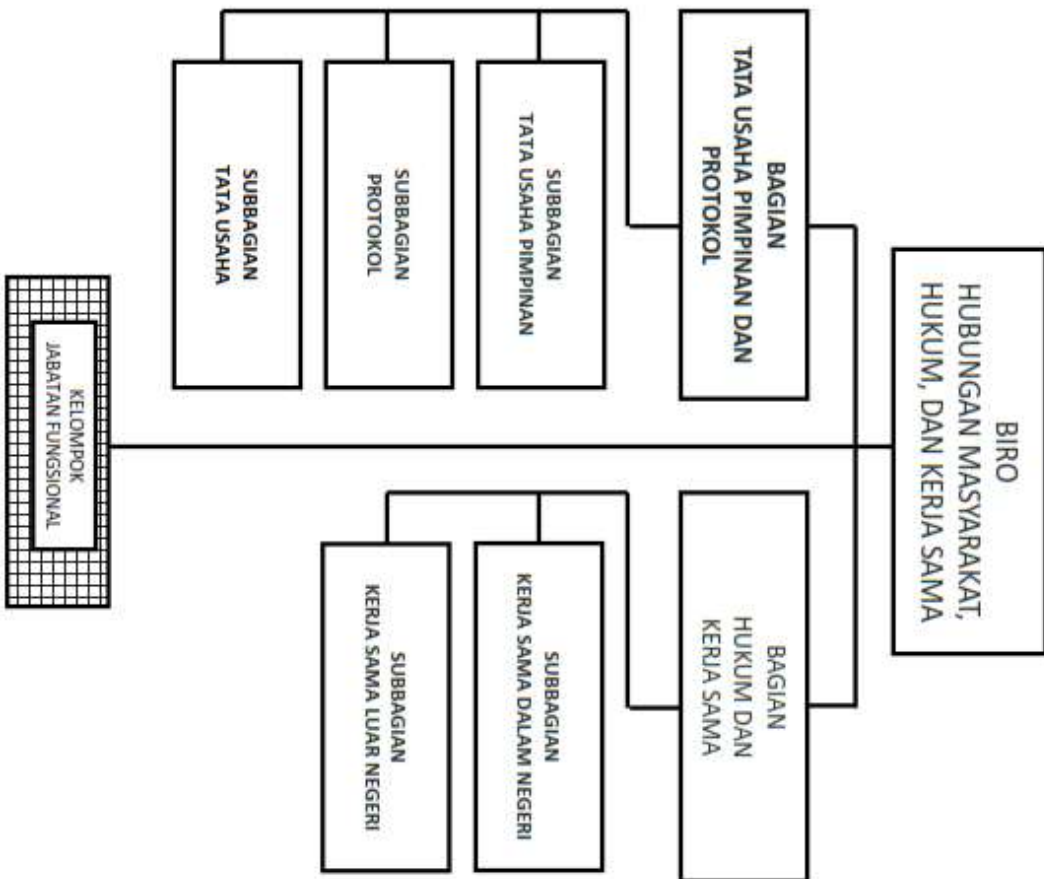 BIRO
HUBUNGAN MASYARAKAT,
HUKUM, DAN KERJA SAMA
BAGIAN
TATA USAHA PIMPINAN DAN
PROTOKOL
SUBBAGIAN
TATA USAHA PIMPINAN
SUBBAGIAN
PROTOKOL
SUBBAGIAN
TATA USAHA
BAGIAN
HUKUM DAN
KERJA SAMA
SUBBAGIAN
KERJA SAMA DALAM NEGERI
SUBBAGIAN
KERJA SAMA LUAR NEGERI
KELOMPOK
JABATAN FUNGSIONAL